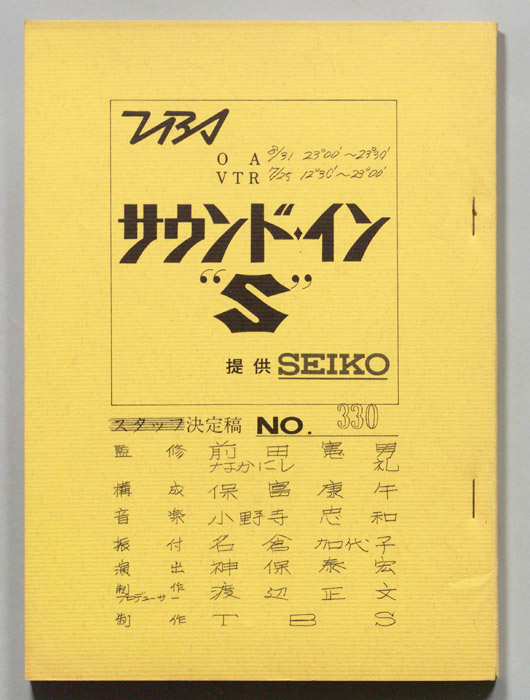 TBS
O A 8/31 23°00'～23°30'
VTR 7/25 12°30'～23°00'
サウンド・イン
“S”
提供 SEIKO
スタッフ決定稿 NO. 330
監修 前田憲男
なかにし礼
構成 保富康午
音楽 小野寺忠和
振付 名倉加代子
演出 神保泰宏
制作
プロデューサー 渡辺正文
制作 TBS